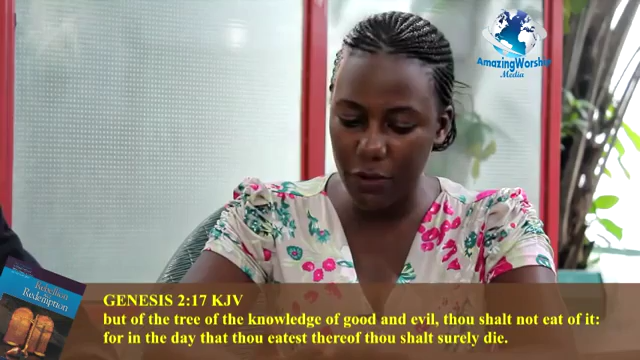 AmazingWorship
Media
Rebellion
Redemption
GENESIS 2:17 KJV
but of the tree of the knowledge of good and evil, thou shalt not eat of it:
for in the day that thou eatest thereof thou shalt surely die.